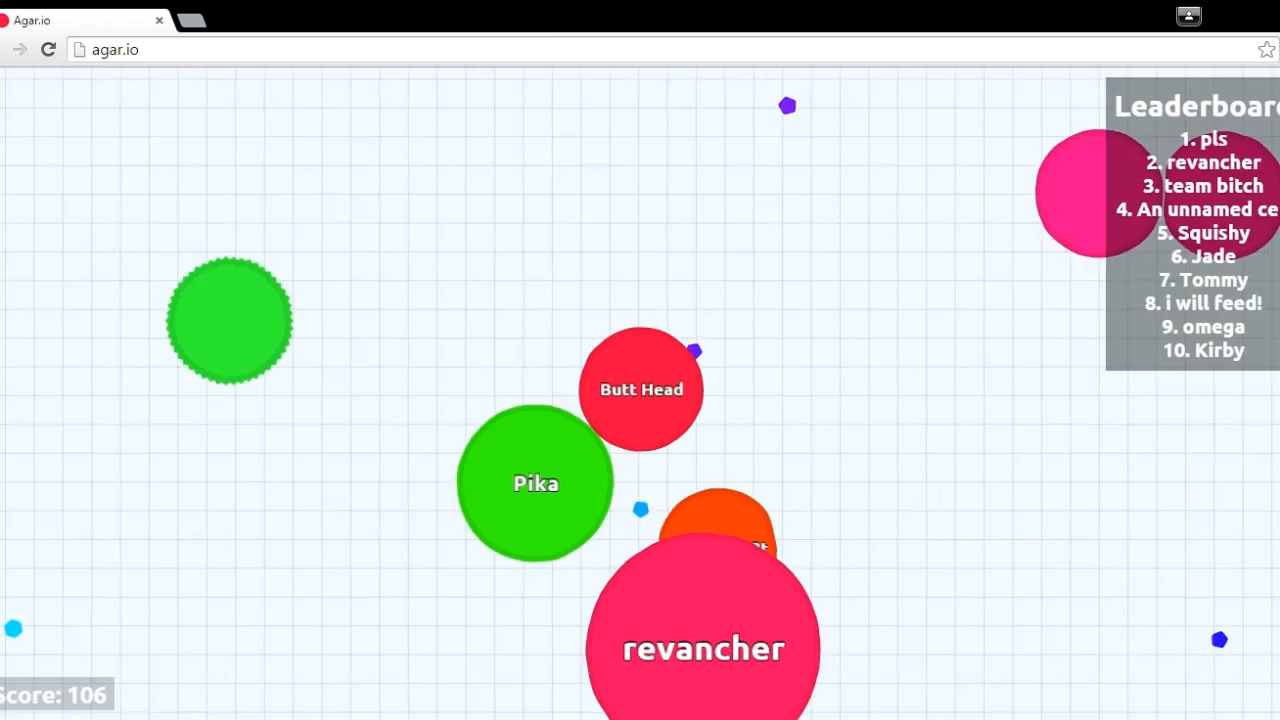 Agar.io
agar.io
Leaderboard
1. pls
2. revancher
3. team bitch
4. An unnamed ce
5. Squishy
6. Jade
7. Tommy
8. i will feed!
9. omega
10. Kirby
Butt Head
Pika
revancher
Score: 106